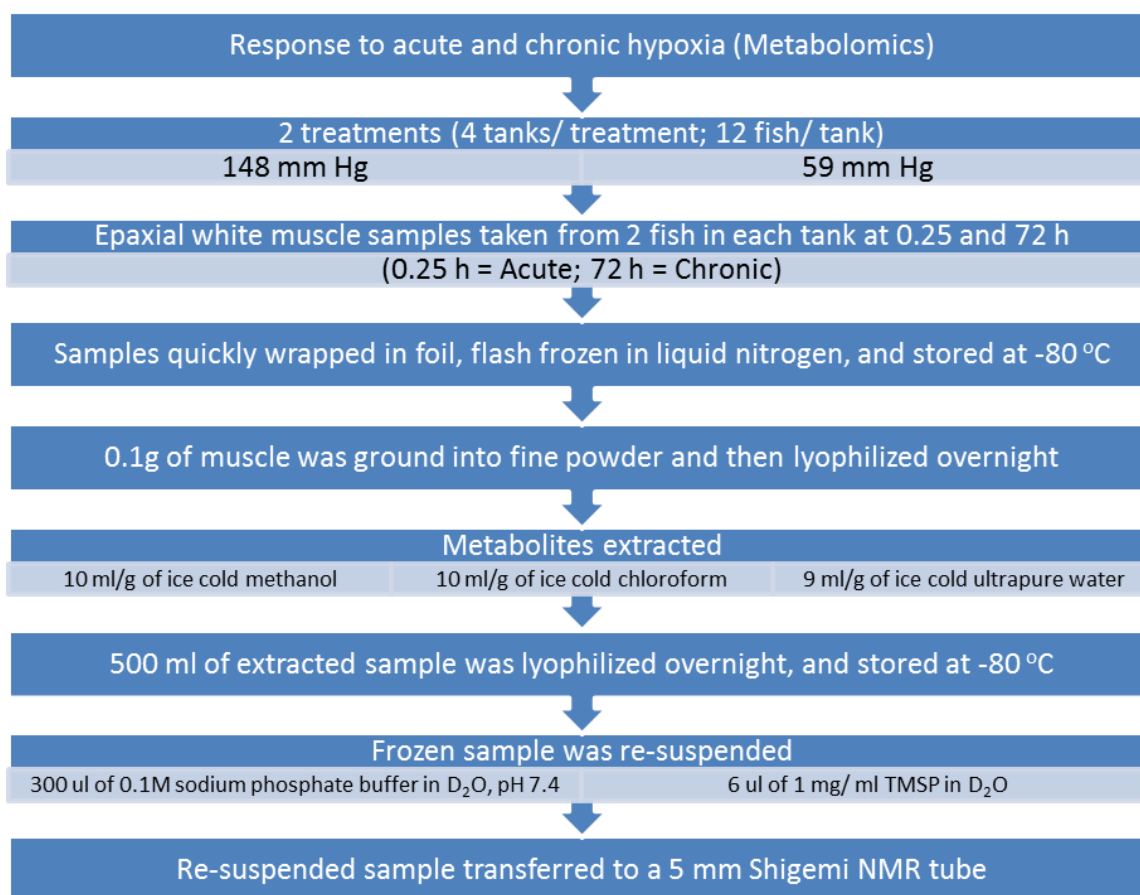 Response to acute and chronic hypoxia (Metabolomics)
2 treatments (4 tanks/ treatment; 12 fish/ tank)
148 mm Hg
59 mm Hg
Epaxial white muscle samples taken from 2 fish in each tank at 0.25 and 72 h
(0.25 h = Acute; 72 h = Chronic)
Samples quickly wrapped in foil, flash frozen in liquid nitrogen, and stored at -80 °C
0.1g of muscle was ground into fine powder and then lyophilized overnight
Metabolites extracted
10 ml/g of ice cold methanol
10 ml/g of ice cold chloroform
9 ml/g of ice cold ultrapure water
500 ml of extracted sample was lyophilized overnight, and stored at -80 °C
Frozen sample was re-suspended
300 ul of 0.1M sodium phosphate buffer in D₂O, pH 7.4
6 ul of 1 mg/ ml TMSP in D₂O
Re-suspended sample transferred to a 5 mm Shigemi NMR tube